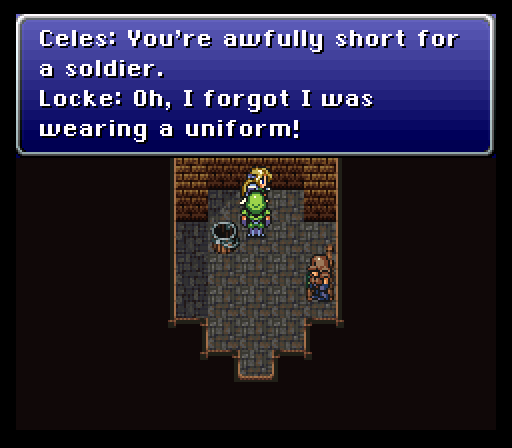 Celes: You're awfully short for
a soldier.
Locke: Oh, I forgot I was
wearing a uniform!